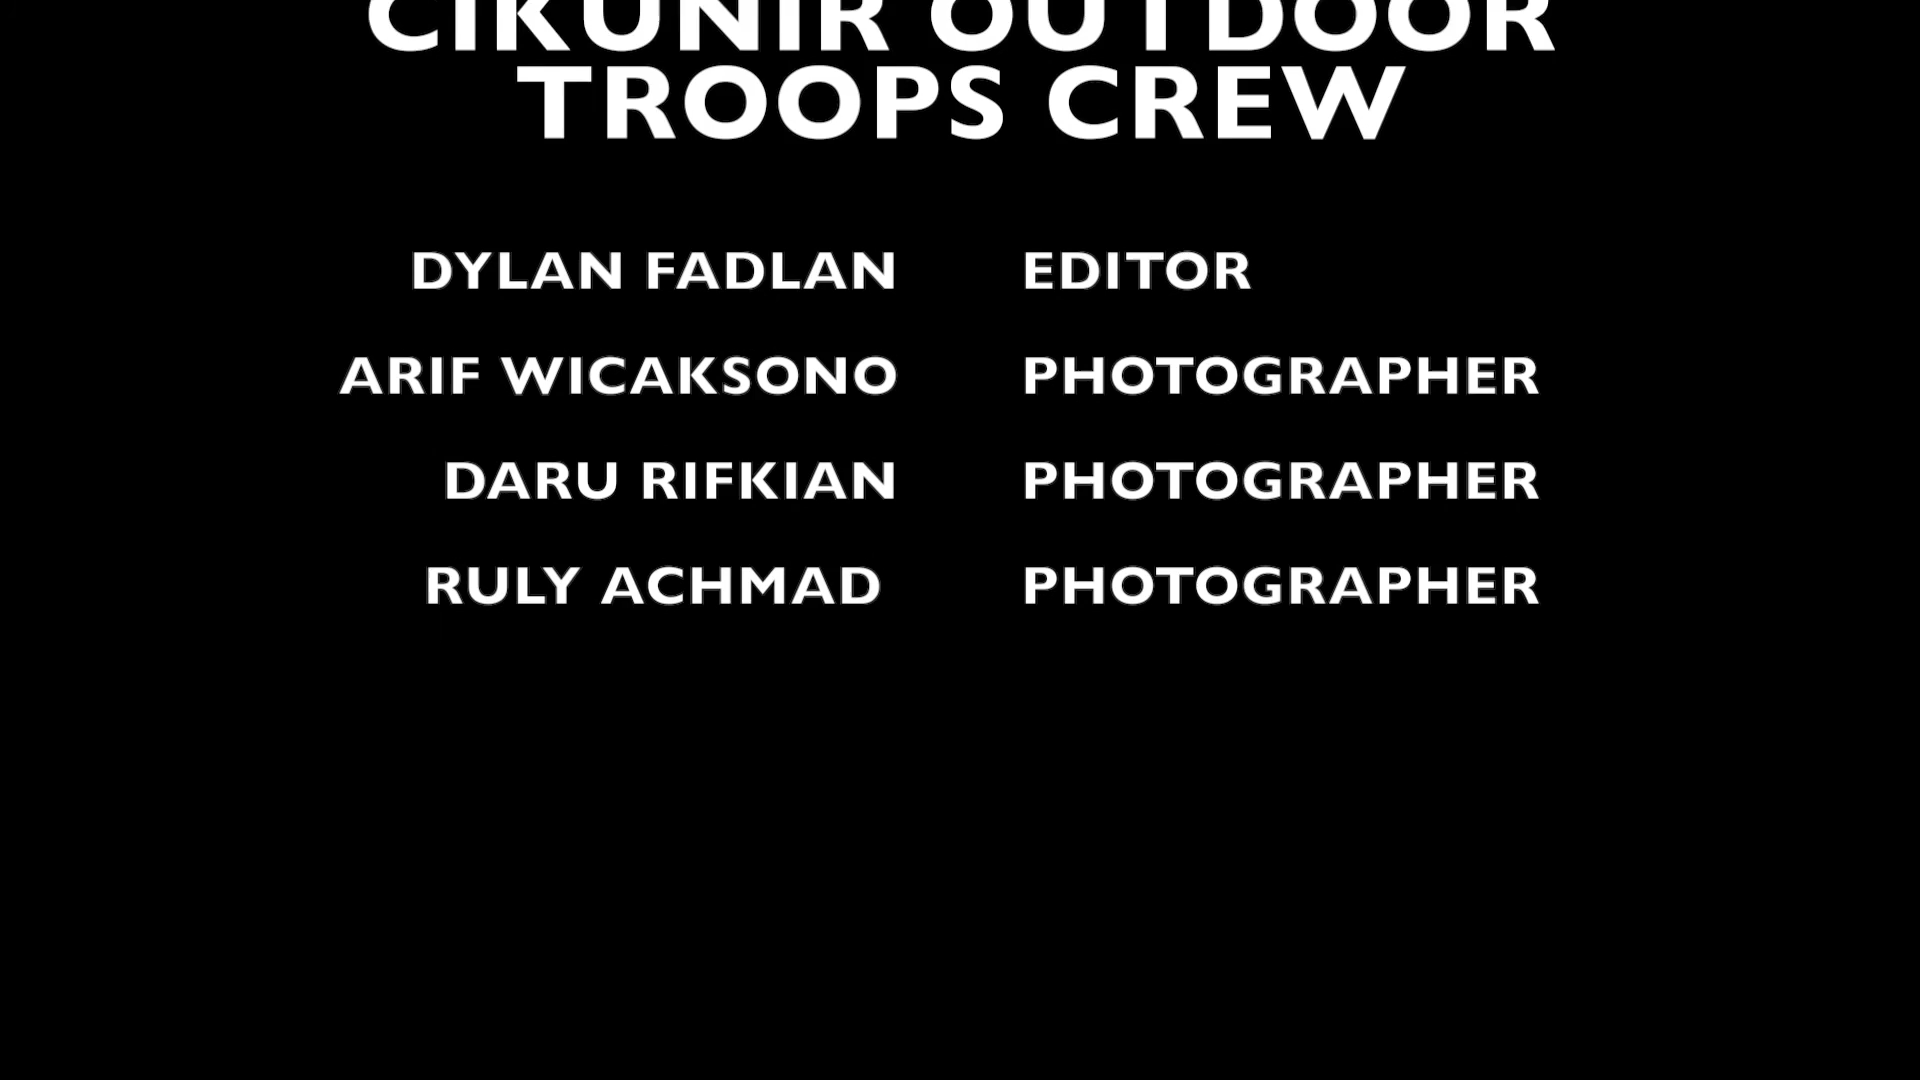 CIKUNIR OUTDOOR
TROOPS CREW
DYLAN FADLAN EDITOR
ARIF WICAKSONO PHOTOGRAPHER
DARU RIFKIAN PHOTOGRAPHER
RULY ACHMAD PHOTOGRAPHER